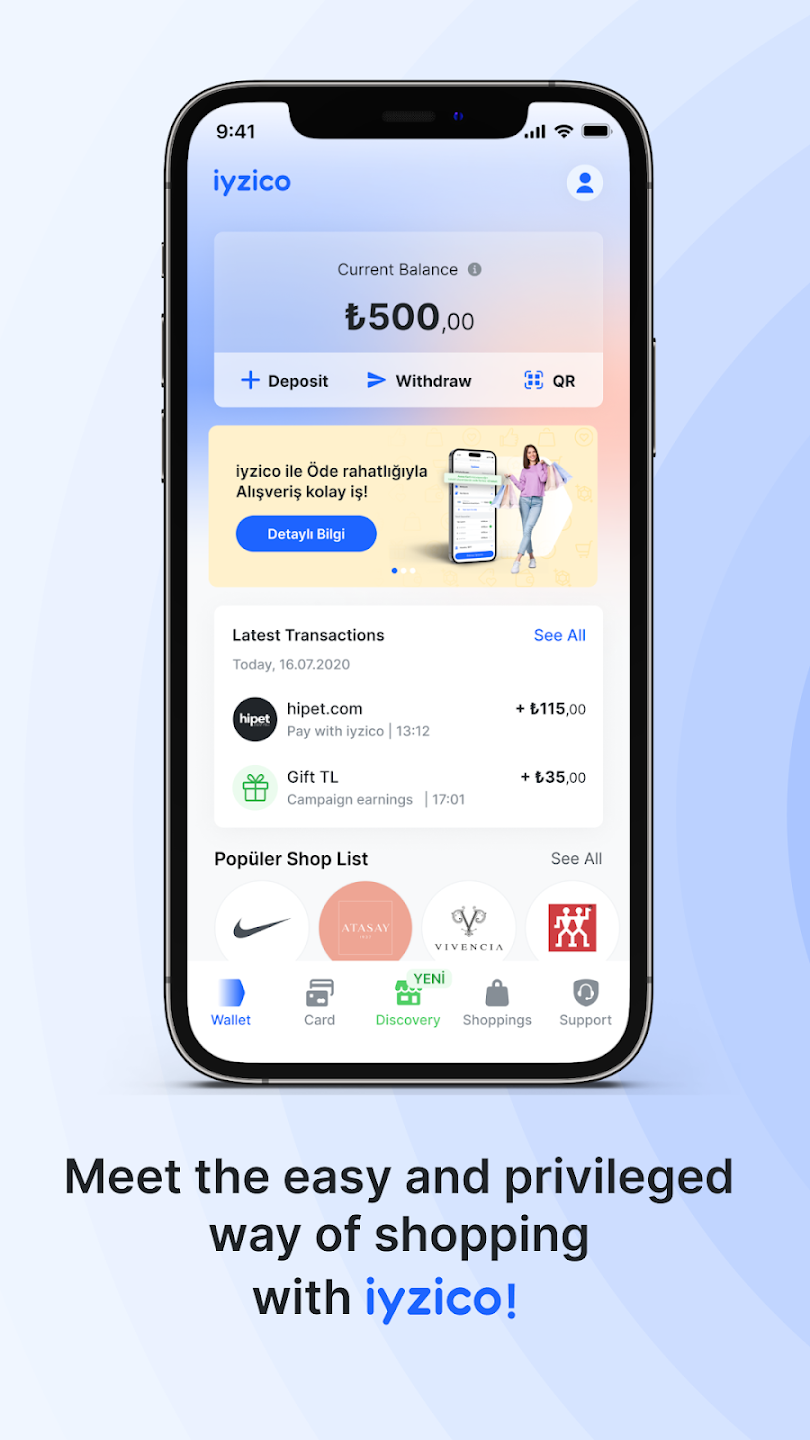 9:41
iyzico
Current Balance
₺500,00
Deposit
Withdraw
QR
iyzico ile Öde rahatlığıyla
Alışveriş kolay iş!
Detaylı Bilgi
Latest Transactions
See All
Today, 16.07.2020
hipet
hipet.com
+ ₺115,00
Pay with iyzico | 13:12
Gift TL
+ ₺35,00
Campaign earnings | 17:01
Popüler Shop List
See All
ATASAY
VIVENCIA
YENİ
Wallet
Card
Discovery
Shoppings
Support
Meet the easy and privileged
way of shopping
with iyzico!